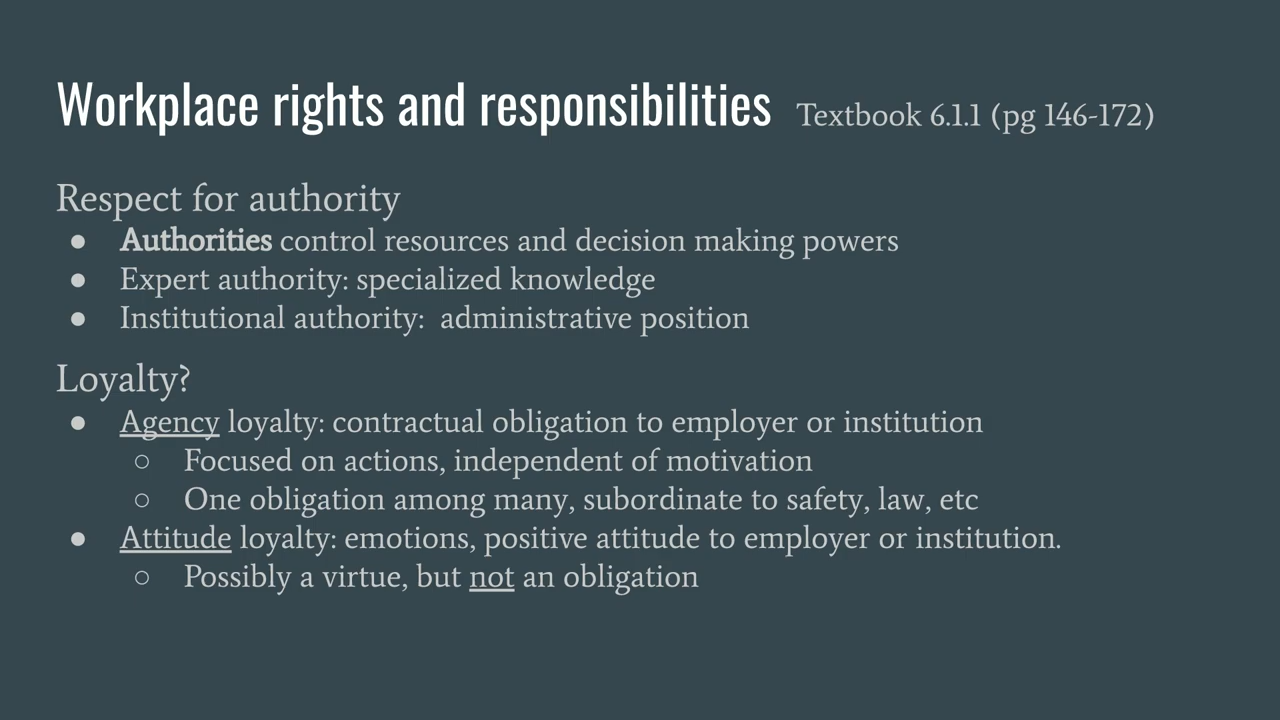 Workplace rights and responsibilities Textbook 6.1.1 (pg 146-172)
Respect for authority
● Authorities control resources and decision making powers
● Expert authority: specialized knowledge
● Institutional authority:  administrative position
Loyalty?
● Agency loyalty: contractual obligation to employer or institution
○ Focused on actions, independent of motivation
○ One obligation among many, subordinate to safety, law, etc
● Attitude loyalty: emotions, positive attitude to employer or institution.
○ Possibly a virtue, but not an obligation